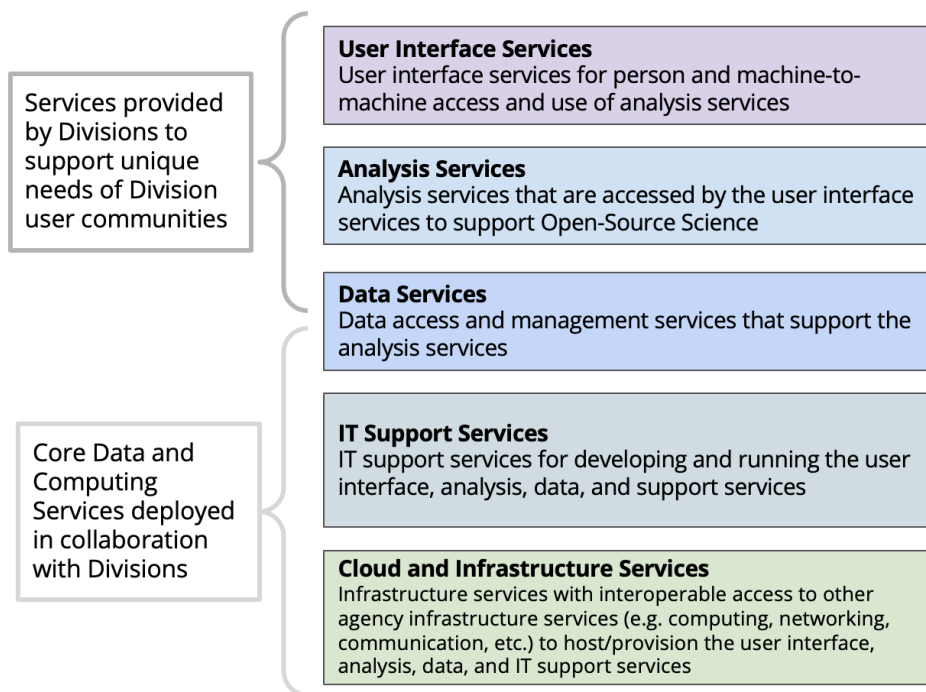 Services provided
by Divisions to
support unique
needs of Division
user communities
User Interface Services
User interface services for person and machine-to-
machine access and use of analysis services
Analysis Services
Analysis services that are accessed by the user interface
services to support Open-Source Science
Data Services
Data access and management services that support the
analysis services
Core Data and
Computing
Services deployed
in collaboration
with Divisions
IT Support Services
IT support services for developing and running the user
interface, analysis, data, and support services
Cloud and Infrastructure Services
Infrastructure services with interoperable access to other
agency infrastructure services (e.g. computing, networking,
communication, etc.) to host/provision the user interface,
analysis, data, and IT support services